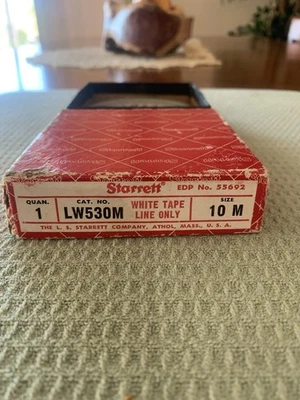 Starrett EDP No. 55692
QUAN. CAT. NO. WHITE TAPE SIZE
1 LW530M LINE ONLY 10 M
THE L. S. STARRETT COMPANY, ATHOL, MASS., U. S. A.